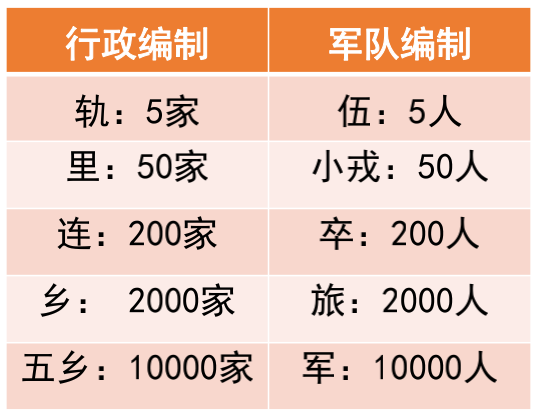 行政编制 军队编制
轨：5家 伍：5人
里：50家 小戎：50人
连：200家 卒：200人
乡： 2000家 旅：2000人
五乡：10000家 军：10000人